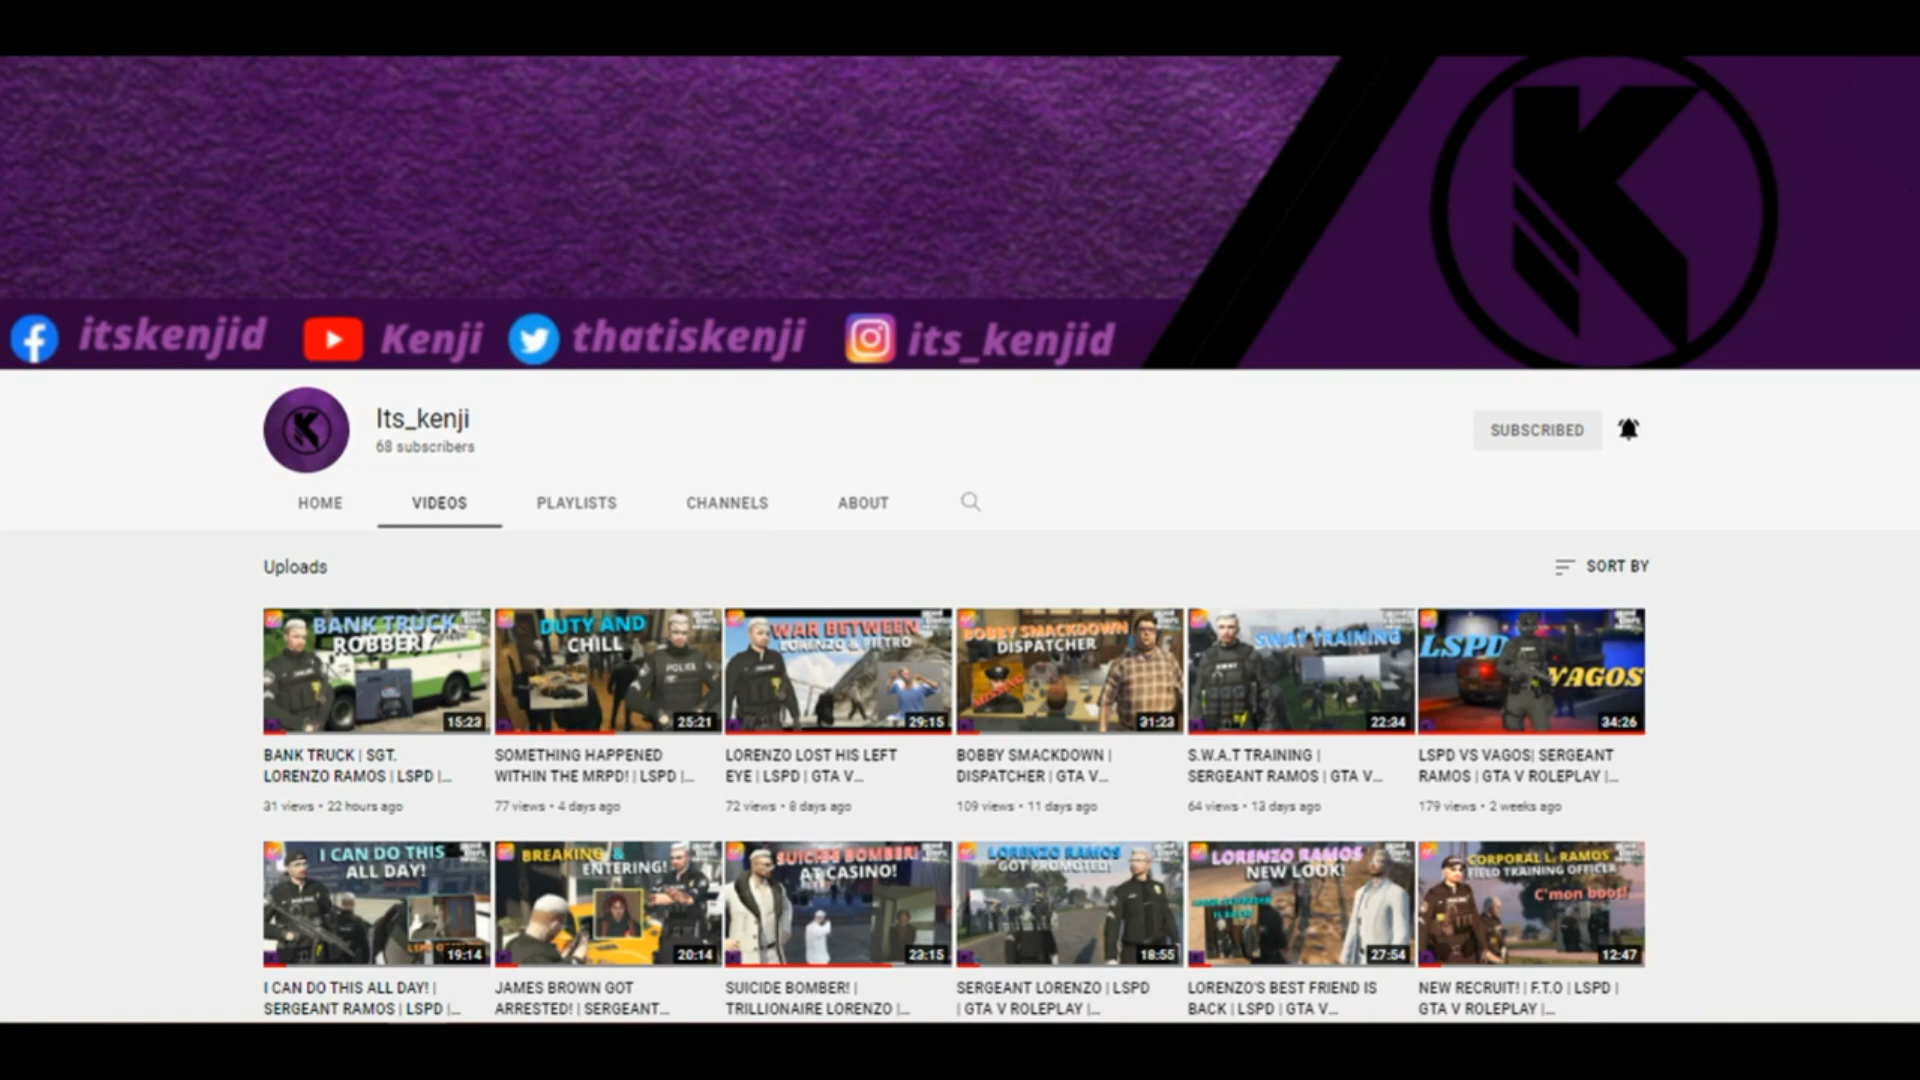 itskenjid Kenji thatiskenji its_kenjid
Its_kenji
68 subscribers
SUBSCRIBED
HOME VIDEOS PLAYLISTS CHANNELS ABOUT
Uploads
SORT BY
BANK TRUCK
ROBBERY
15:23
DUTY AND
CHILL
POLICE
25:21
WAR BETWEEN
LORENZO & PIETRO
29:15
BOBBY SMACKDOWN
DISPATCHER
MISSING
31:23
SWAT TRAINING
22:34
LSPD
VAGOS
34:26
BANK TRUCK | SGT.
LORENZO RAMOS | LSPD |...
31 views • 22 hours ago
SOMETHING HAPPENED
WITHIN THE MRPD! | LSPD |...
77 views • 4 days ago
LORENZO LOST HIS LEFT
EYE | LSPD | GTA V...
72 views • 8 days ago
BOBBY SMACKDOWN |
DISPATCHER | GTA V...
109 views • 11 days ago
S.W.A.T TRAINING |
SERGEANT RAMOS | GTA V...
64 views • 13 days ago
LSPD VS VAGOS| SERGEANT
RAMOS | GTA V ROLEPLAY |...
179 views • 2 weeks ago
I CAN DO THIS
ALL DAY!
19:14
BREAKING &
ENTERING!
20:14
SUICIDE BOMBER!
AT CASINO!
23:15
LORENZO RAMOS
GOT PROMOTED!
18:55
LORENZO RAMOS
NEW LOOK!
27:54
CORPORAL L. RAMOS
FIELD TRAINING OFFICER
C'mon boot!
12:47
I CAN DO THIS ALL DAY! |
SERGEANT RAMOS | LSPD |...
JAMES BROWN GOT
ARRESTED! | SERGEANT...
SUICIDE BOMBER! |
TRILLIONAIRE LORENZO |...
SERGEANT LORENZO | LSPD
| GTA V ROLEPLAY |...
LORENZO'S BEST FRIEND IS
BACK | LSPD | GTA V...
NEW RECRUIT! | F.T.O | LSPD |
GTA V ROLEPLAY |...